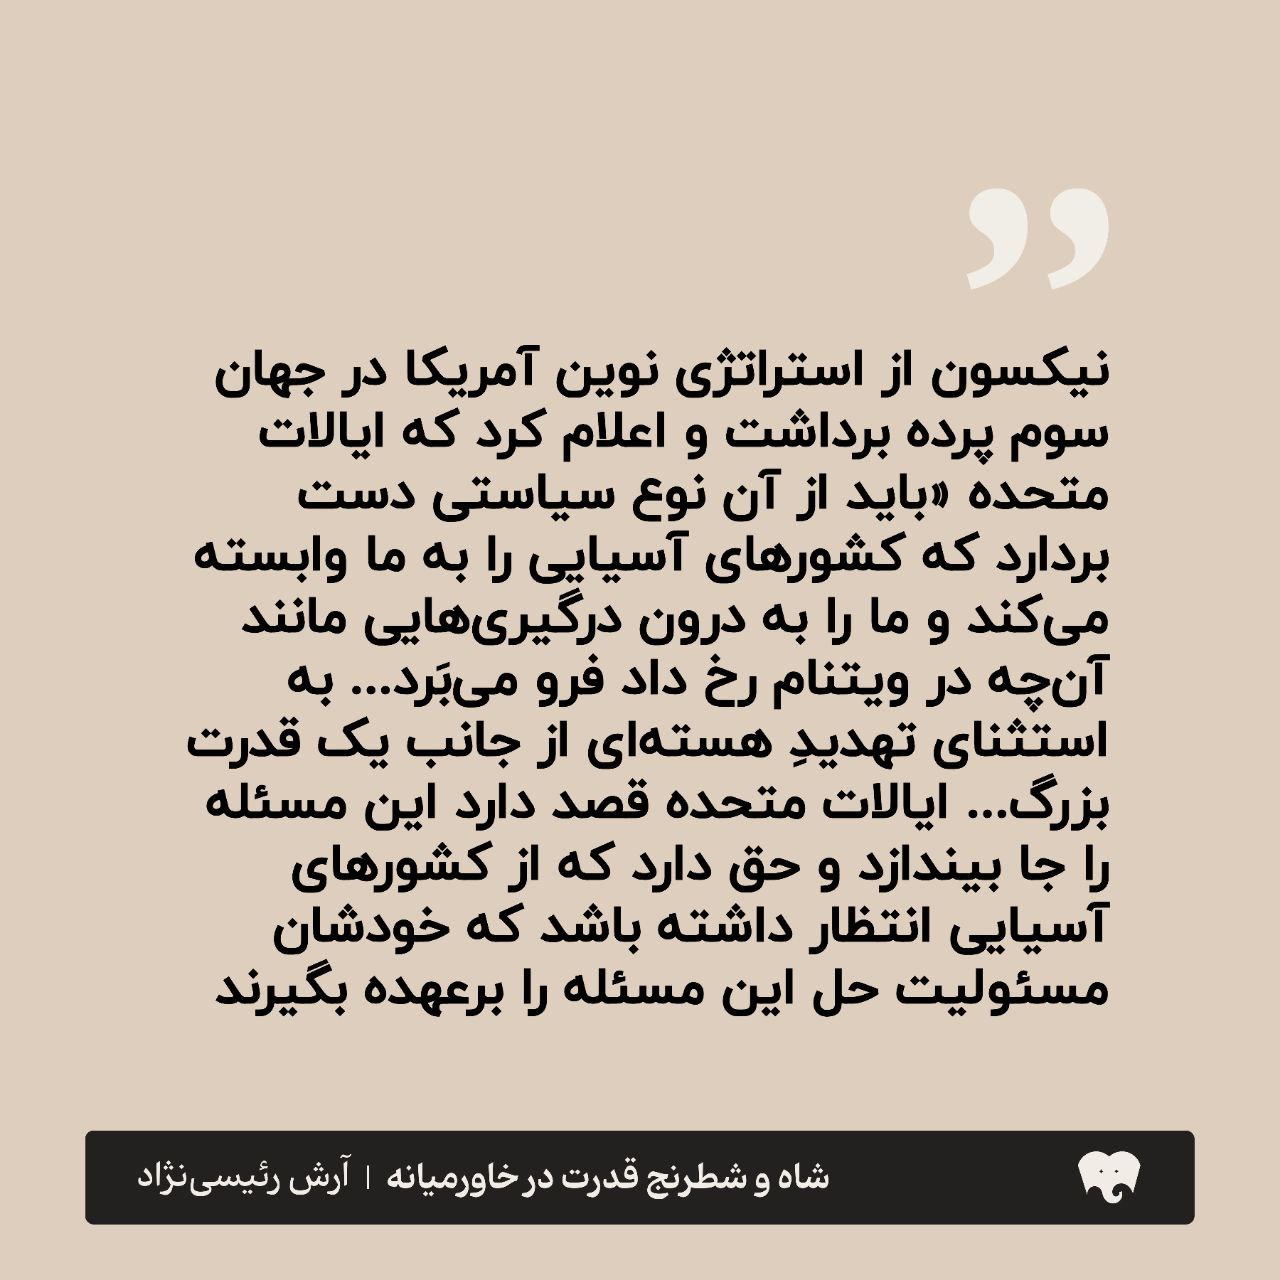 ”
نیکسون از استراتژی نوین آمریکا در جهان
سوم پرده برداشت و اعلام کرد که ایالات
متحده «باید از آن نوع سیاستی دست
بردارد که کشورهای آسیایی را به ما وابسته
می‌کند و ما را به درون درگیری‌هایی مانند
آن‌چه در ویتنام رخ داد فرو می‌بَرد... به
استثنای تهدیدِ هسته‌ای از جانب یک قدرت
بزرگ... ایالات متحده قصد دارد این مسئله
را جا بیندازد و حق دارد که از کشورهای
آسیایی انتظار داشته باشد که خودشان
مسئولیت حل این مسئله را برعهده بگیرند
شاه و شطرنج قدرت در خاورمیانه | آرش رئیسی‌نژاد